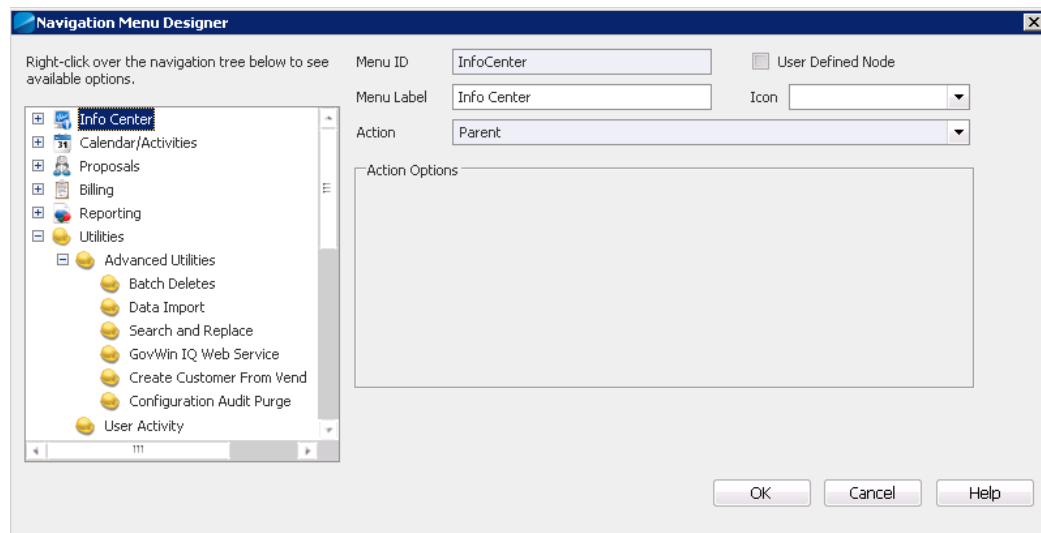 Navigation Menu Designer
Right-click over the navigation tree below to see
available options.
Menu ID
InfoCenter
User Defined Node
Menu Label
Info Center
Icon
Action
Parent
Action Options
Info Center
31
Calendar/Activities
Proposals
Billing
Reporting
Utilities
Advanced Utilities
Batch Deletes
Data Import
Search and Replace
GovWin IQ Web Service
Create Customer From Vend
Configuration Audit Purge
User Activity
OK
Cancel
Help